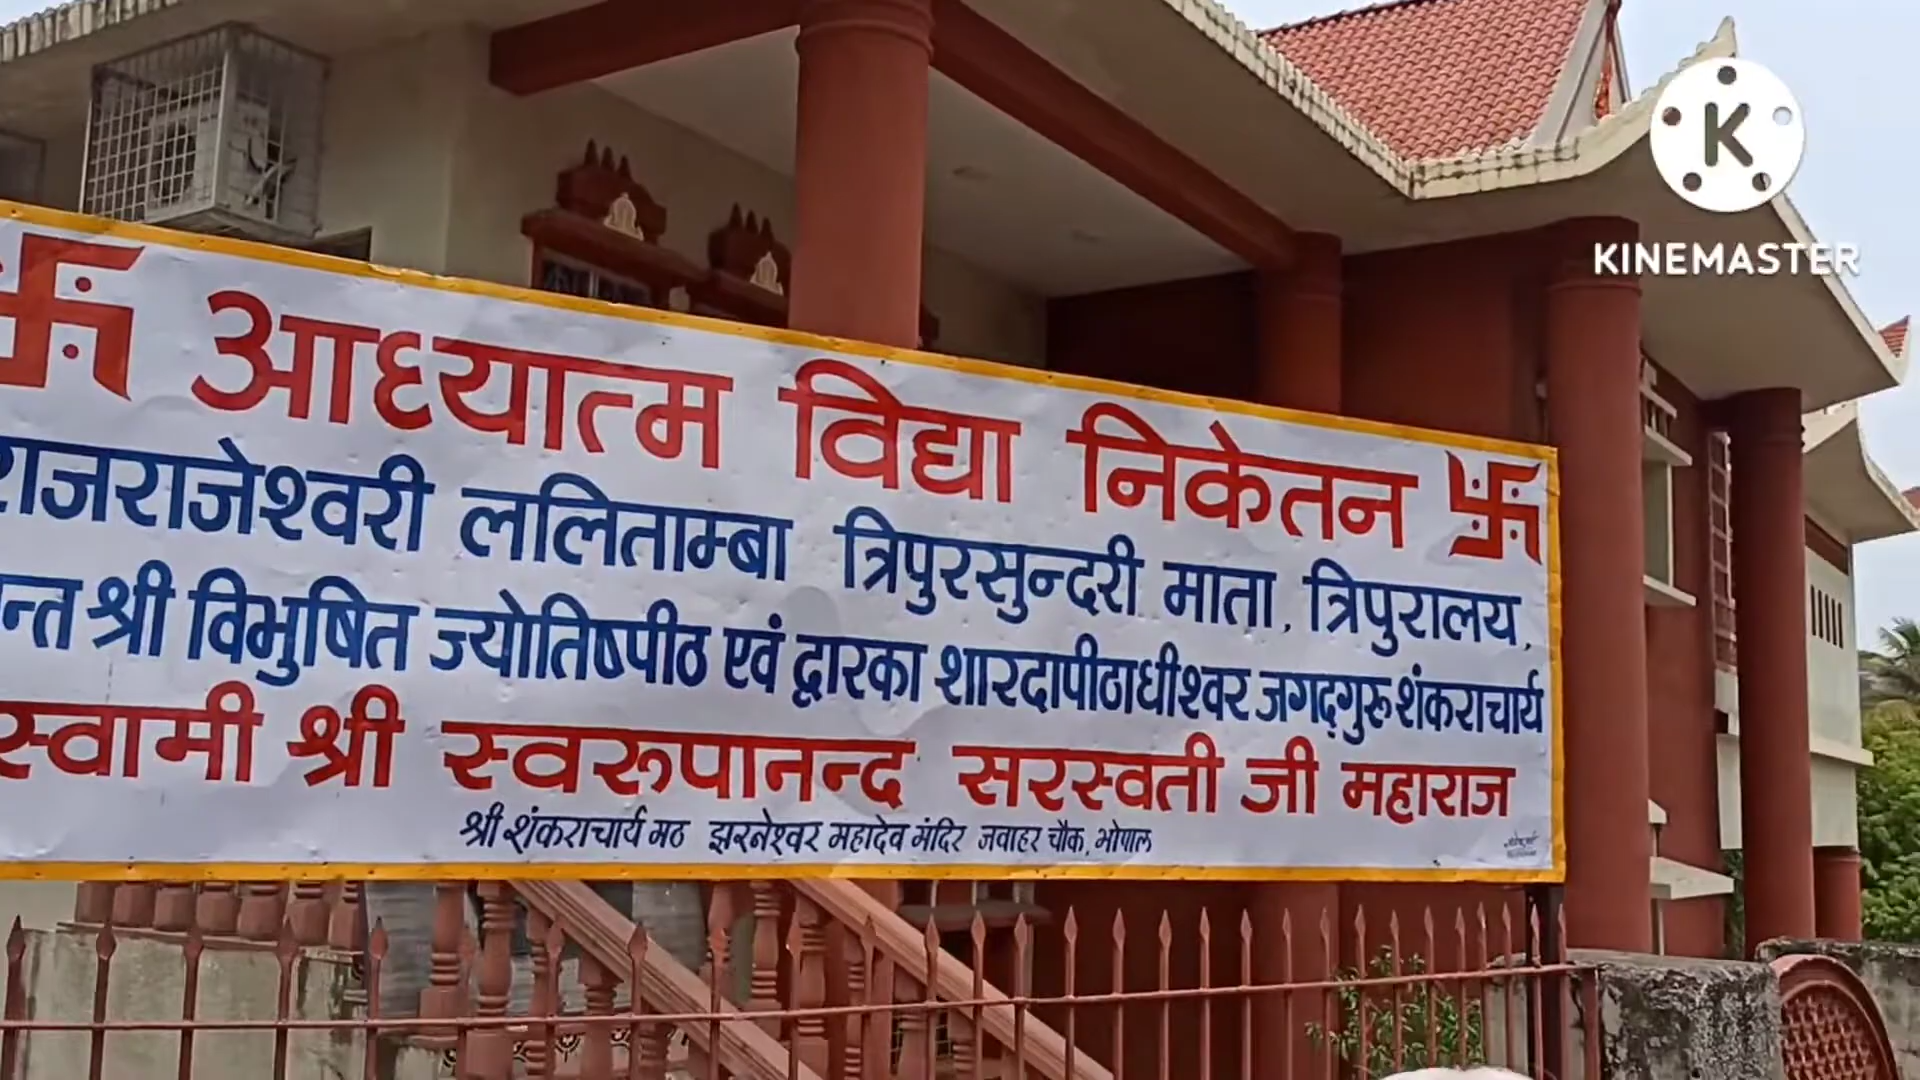 KINEMASTER
आध्यात्म विद्या निकेतन
राजराजेश्वरी ललिताम्बा त्रिपुरसुन्दरी माता, त्रिपुरालय,
न्त श्री विभुषित ज्योतिष्पीठ एवं द्वारका शारदापीठाधीश्वर जगद्गुरु शंकराचार्य
स्वामी श्री स्वरुपानन्द सरस्वती जी महाराज
श्री शंकराचार्य मठ झरनेश्वर महादेव मंदिर जवाहर चौक, भोपाल